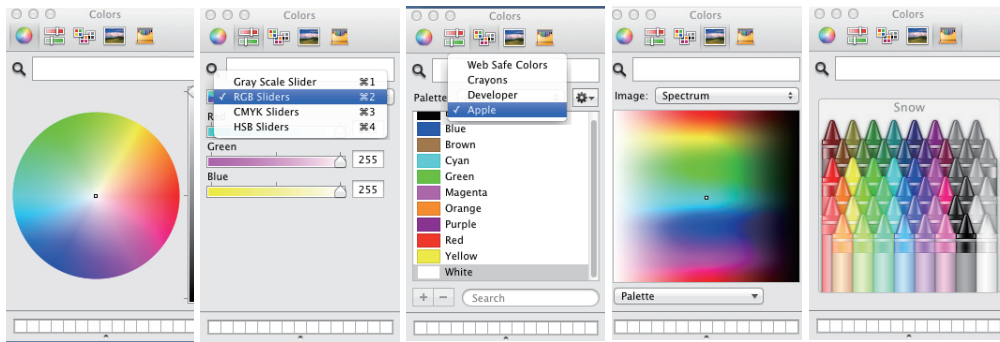 Colors
Colors
Gray Scale Slider ⌘1
✓ RGB Sliders ⌘2
CMYK Sliders ⌘3
HSB Sliders ⌘4
Green
255
Blue
255
Colors
Web Safe Colors
Crayons
Developer
✓ Apple
Blue
Brown
Cyan
Green
Magenta
Orange
Purple
Red
Yellow
White
+ − Search
Colors
Image: Spectrum
Palette
Colors
Snow